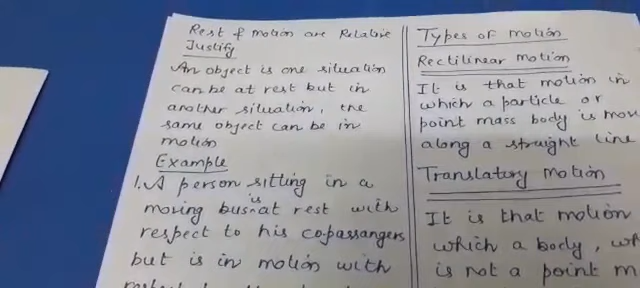 Rest & motion are Relative
Justify
An object is one situation
can be at rest but in
another situation, the
same object can be in
motion
Example
1. A person sitting in a
moving bus is at rest with
respect to his copassangers
but is in motion with
Types of motion
Rectilinear motion
It is that motion in
which a particle or
point mass body is mov
along a straight line
Translatory motion
It is that motion
which a body, wh
is not a point m